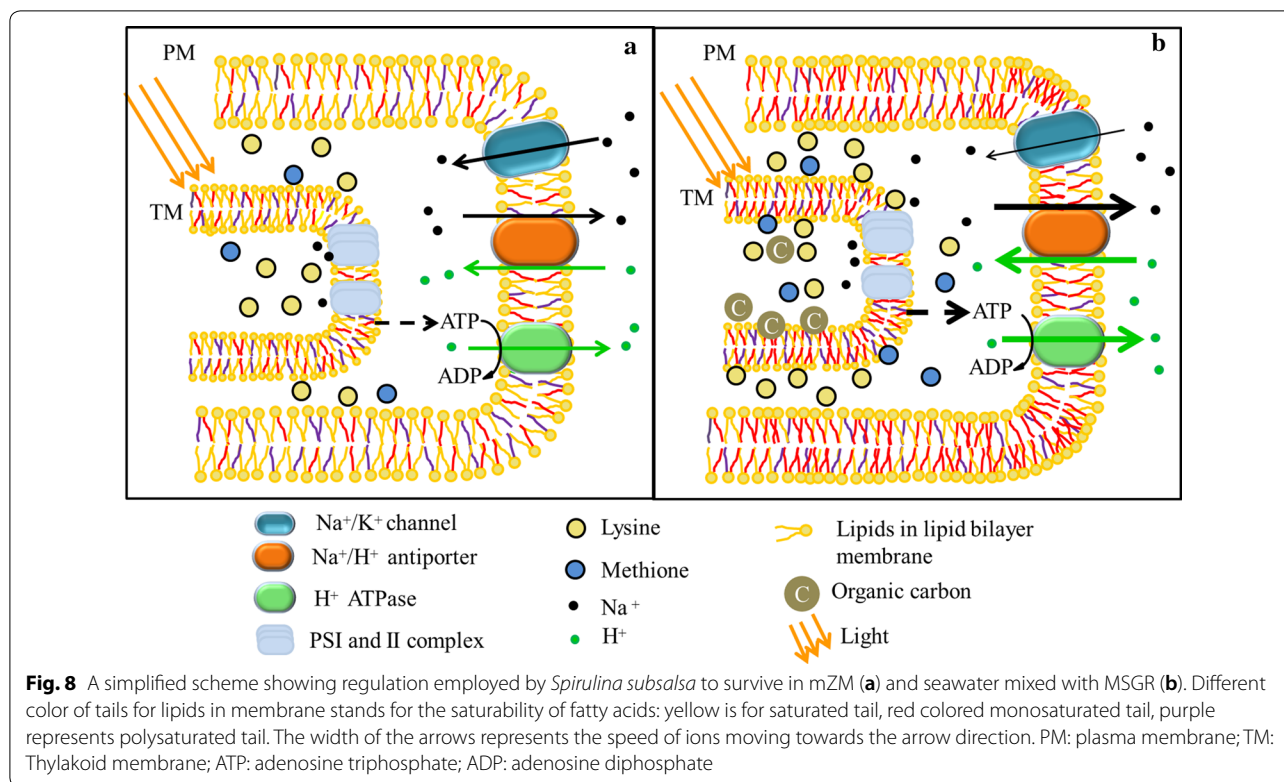 PM
a
TM
ATP
ADP
PM
b
TM
C
C
C
C
ATP
ADP
Na⁺/K⁺ channel
Na⁺/H⁺ antiporter
H⁺ ATPase
PSI and II complex
Lysine
Methione
Na⁺
H⁺
Lipids in lipid bilayer
membrane
C
Organic carbon
Light
Fig. 8 A simplified scheme showing regulation employed by Spirulina subsalsa to survive in mZM (a) and seawater mixed with MSGR (b). Different
color of tails for lipids in membrane stands for the saturability of fatty acids: yellow is for saturated tail, red colored monosaturated tail, purple
represents polysaturated tail. The width of the arrows represents the speed of ions moving towards the arrow direction. PM: plasma membrane; TM:
Thylakoid membrane; ATP: adenosine triphosphate; ADP: adenosine diphosphate